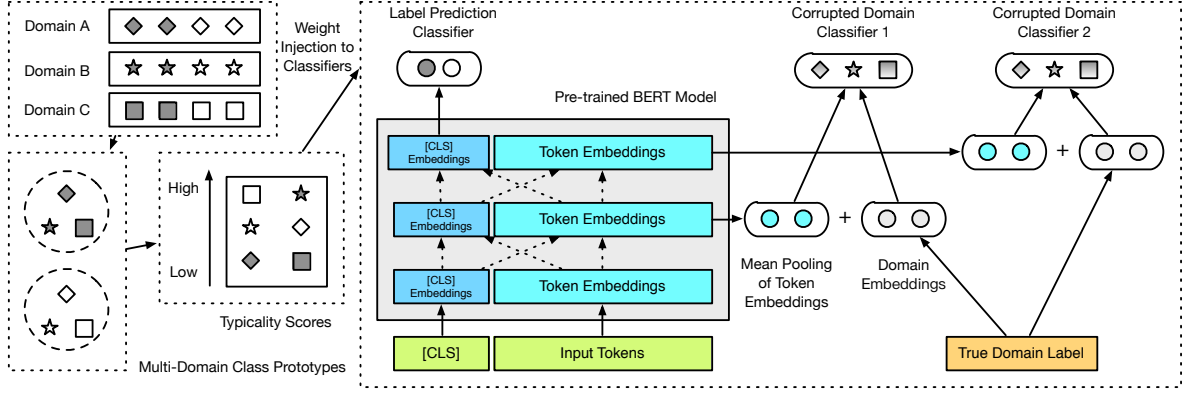 Domain A
Domain B
Domain C
Weight
Injection to
Classifiers
High
Low
Typicality Scores
Multi-Domain Class Prototypes
Label Prediction
Classifier
Corrupted Domain
Classifier 1
Corrupted Domain
Classifier 2
Pre-trained BERT Model
[CLS]
Embeddings
Token Embeddings
[CLS]
Embeddings
Token Embeddings
[CLS]
Embeddings
Token Embeddings
+
+
Mean Pooling
of Token
Embeddings
Domain
Embeddings
[CLS]
Input Tokens
True Domain Label